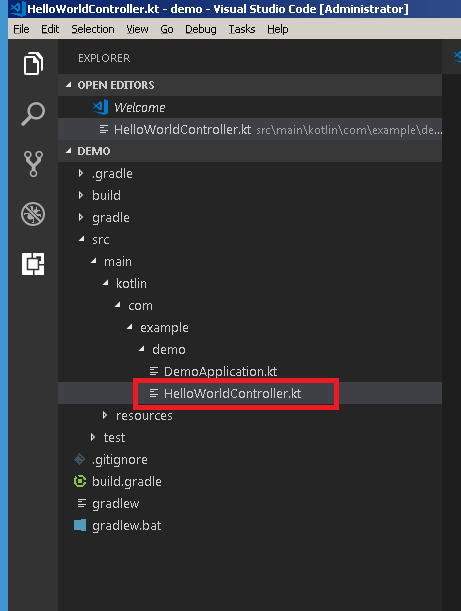 HelloWorldController.kt - demo - Visual Studio Code [Administrator]
File Edit Selection View Go Debug Tasks Help
EXPLORER
OPEN EDITORS
Welcome
HelloWorldController.kt src\main\kotlin\com\example\de...
DEMO
.gradle
build
gradle
src
main
kotlin
com
example
demo
DemoApplication.kt
HelloWorldController.kt
resources
test
.gitignore
build.gradle
gradlew
gradlew.bat